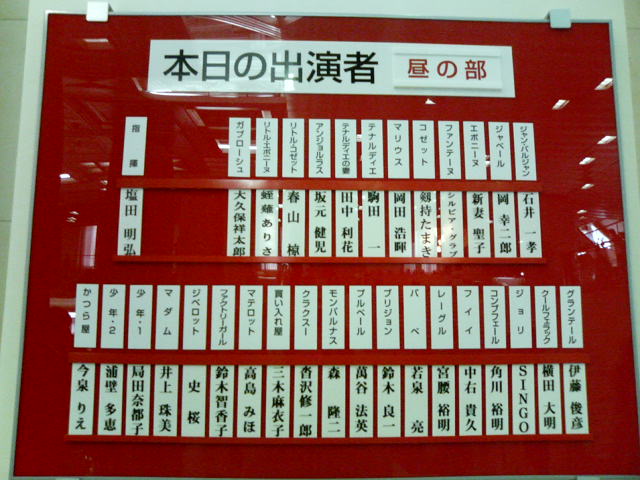 本日の出演者
昼の部
ジャン・バルジャン
石井 一孝
ジャベール
岡 幸二郎
エポニーヌ
新妻 聖子
ファンテーヌ
シルビア・グラブ
コゼット
剱持たまき
マリウス
岡田 浩暉
テナルディエ
駒田 一
テナルディエの妻
田中 利花
アンジョルラス
坂元 健児
リトル・コゼット
春山 椋
リトル・エポニーヌ
蛭薙 ありさ
ガブローシュ
大久保祥太郎
指揮
塩田 明弘
グランテール
伊藤 俊彦
クールフェラック
横田 大明
ジョリ
SINGO
コンブフェール
角川 裕明
フイイ
中右 貴久
レーグル
宮腰 裕明
バベ
若泉 亮
ブリジョン
鈴木 良一
プルベール
萬谷 法英
モンパルナス
森 隆二
クラクスー
沓沢修一郎
買い入れ屋
三木麻衣子
マテロット
高島 みほ
ファクトリーガール
鈴木智香子
ジベロット
史 桜
マダム
井上 珠美
少年・1
局田奈都子
少年・2
浦壁 多恵
かつら屋
今泉 りえ